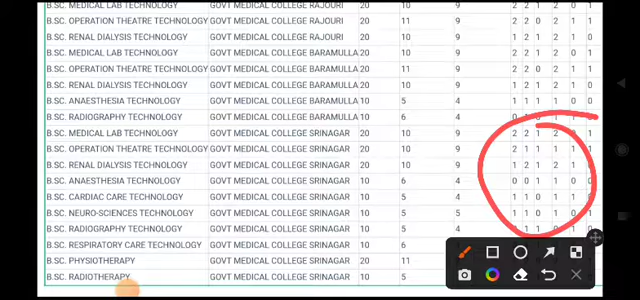 B.SC. MEDICAL LAB TECHNOLOGY GOVT MEDICAL COLLEGE RAJOURI 20 10 9 2 2 1 2 0 1
B.SC. OPERATION THEATRE TECHNOLOGY GOVT MEDICAL COLLEGE RAJOURI 20 11 9 2 2 0 2 1 1
B.SC. RENAL DIALYSIS TECHNOLOGY GOVT MEDICAL COLLEGE RAJOURI 20 10 9 1 2 1 2 1 0
B.SC. MEDICAL LAB TECHNOLOGY GOVT MEDICAL COLLEGE BARAMULLA 20 10 9 2 2 1 2 0 1
B.SC. OPERATION THEATRE TECHNOLOGY GOVT MEDICAL COLLEGE BARAMULLA 20 11 9 2 2 0 2 1 1
B.SC. RENAL DIALYSIS TECHNOLOGY GOVT MEDICAL COLLEGE BARAMULLA 20 10 9 1 2 1 2 1 0
B.SC. ANAESTHESIA TECHNOLOGY GOVT MEDICAL COLLEGE BARAMULLA 10 5 4 1 1 1 1 0 0
B.SC. RADIOGRAPHY TECHNOLOGY GOVT MEDICAL COLLEGE BARAMULLA 10 6 4 0 1 1 1
B.SC. MEDICAL LAB TECHNOLOGY GOVT MEDICAL COLLEGE SRINAGAR 20 10 9 2 2 1 2 1
B.SC. OPERATION THEATRE TECHNOLOGY GOVT MEDICAL COLLEGE SRINAGAR 20 10 9 2 1 1 1 1
B.SC. RENAL DIALYSIS TECHNOLOGY GOVT MEDICAL COLLEGE SRINAGAR 20 10 9 1 2 1 2 1
B.SC. ANAESTHESIA TECHNOLOGY GOVT MEDICAL COLLEGE SRINAGAR 10 6 4 0 0 1 1 0
B.SC. CARDIAC CARE TECHNOLOGY GOVT MEDICAL COLLEGE SRINAGAR 10 5 4 1 1 1 1 0
B.SC. NEURO-SCIENCES TECHNOLOGY GOVT MEDICAL COLLEGE SRINAGAR 10 5 5 1 1 0 1 0 1
B.SC. RADIOGRAPHY TECHNOLOGY GOVT MEDICAL COLLEGE SRINAGAR 10 5 4 1 1 1 0 0
B.SC. RESPIRATORY CARE TECHNOLOGY GOVT MEDICAL COLLEGE SRINAGAR 10 6
B.SC. PHYSIOTHERAPY GOVT MEDICAL COLLEGE SRINAGAR 20 11
B.SC. RADIOTHERAPY GOVT MEDICAL COLLEGE SRINAGAR 10 5